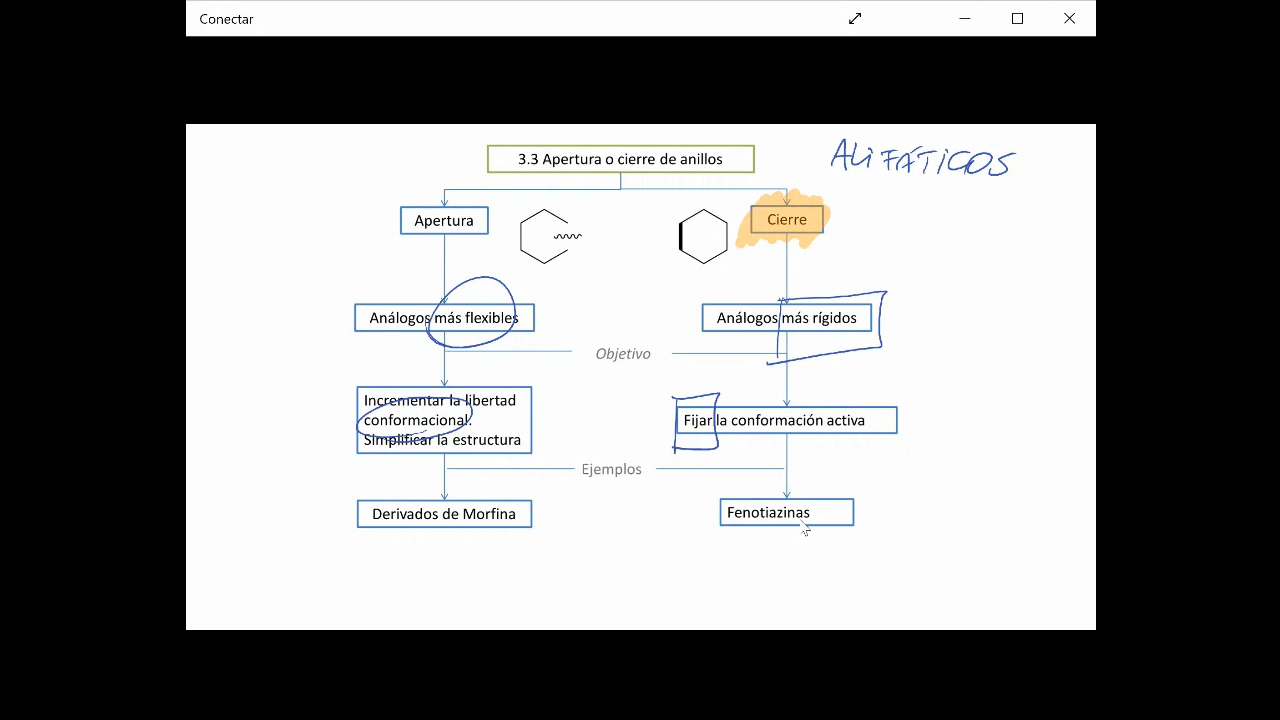 Conectar
3.3 Apertura o cierre de anillos
ALiFÁTiCOS
Apertura
Cierre
Análogos más flexibles
Análogos más rígidos
Objetivo
Incrementar la libertad
conformacional.
Simplificar la estructura
Fijar la conformación activa
Ejemplos
Derivados de Morfina
Fenotiazinas